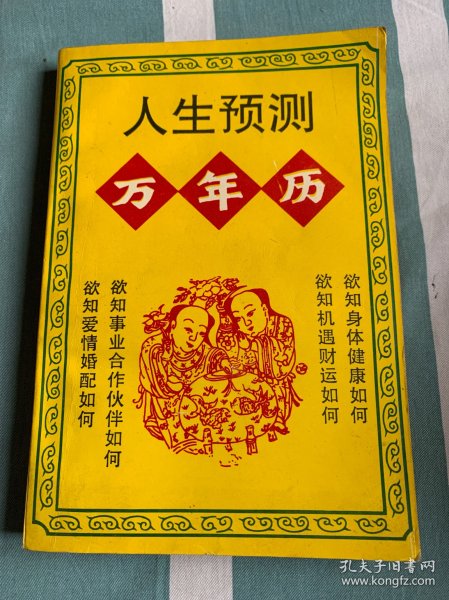 人生预测
万年历
欲知身体健康如何
欲知机遇财运如何
欲知事业合作伙伴如何
欲知爱情婚配如何
孔夫子旧书网
www.kongfz.com